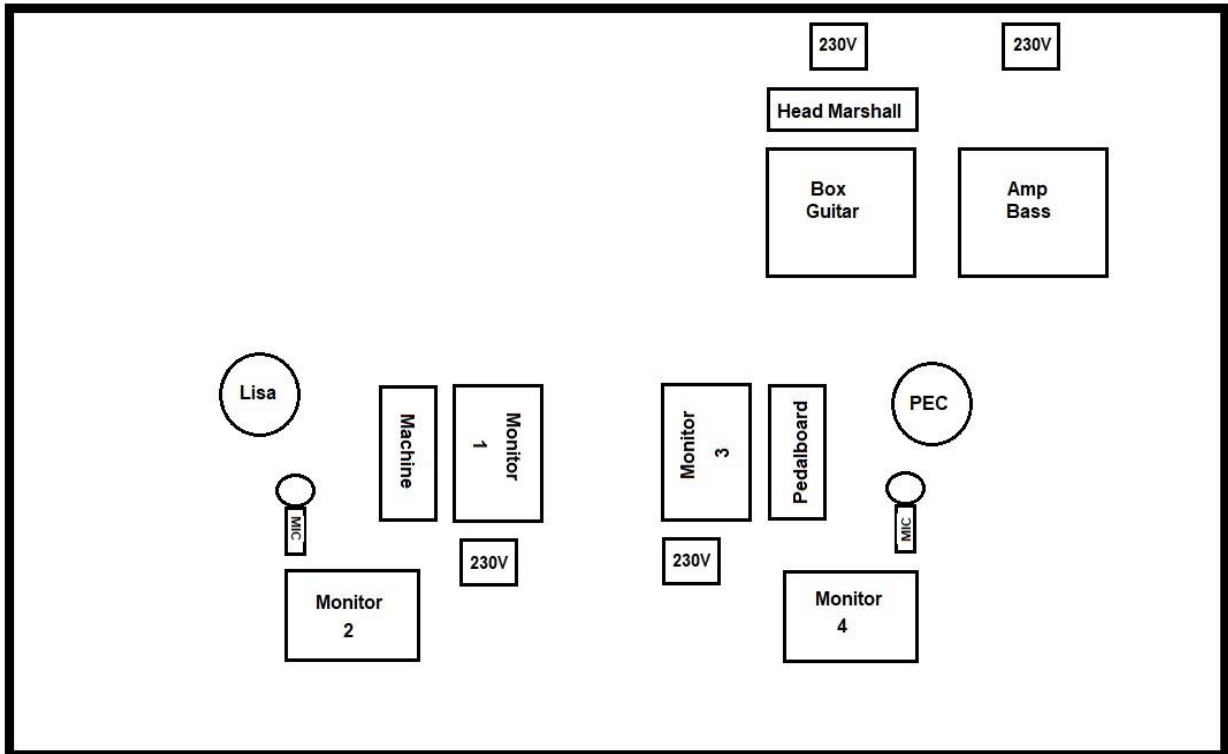 230V
230V
Head Marshall
Box
Guitar
Amp
Bass
Lisa
Machine
Monitor
1
Monitor
3
Pedalboard
PEC
MIC
MIC
230V
230V
Monitor
2
Monitor
4